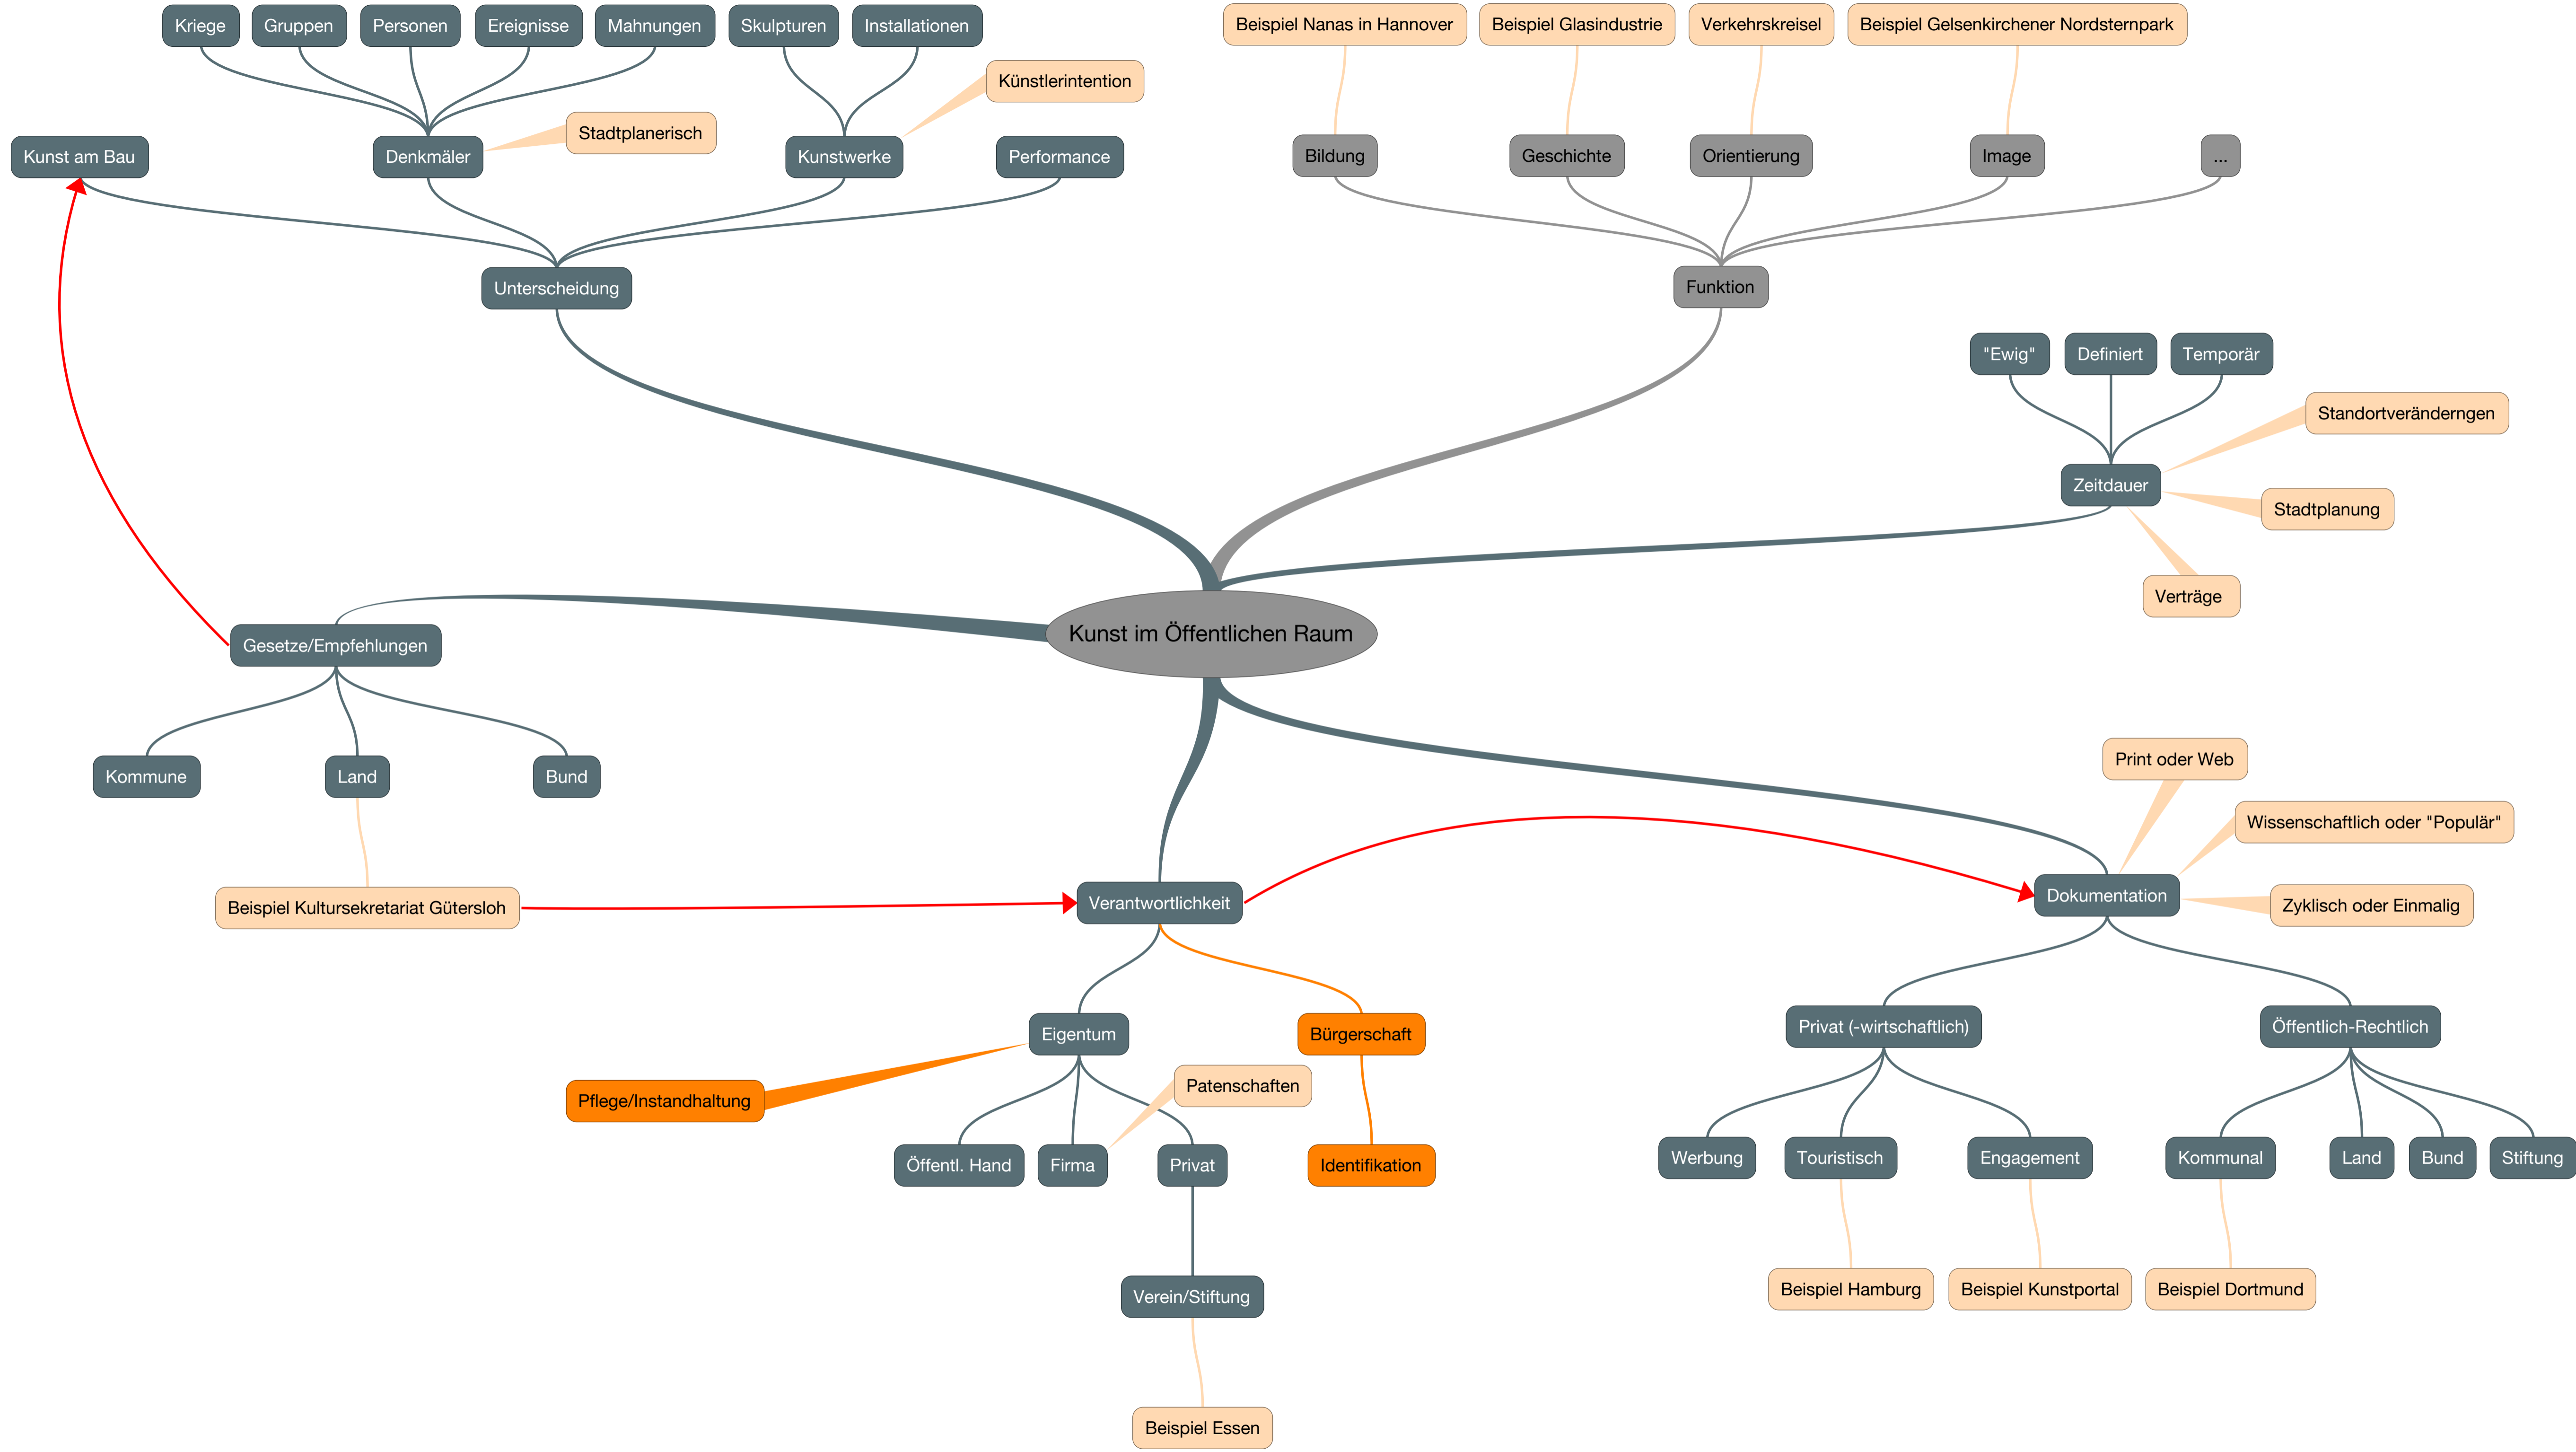 Kriege
Gruppen
Personen
Ereignisse
Mahnungen
Skulpturen
Installationen
Beispiel Nanas in Hannover
Beispiel Glasindustrie
Verkehrskreisel
Beispiel Gelsenkirchener Nordsternpark
Künstlerintention
Stadtplanerisch
Kunst am Bau
Denkmäler
Kunstwerke
Performance
Bildung
Geschichte
Orientierung
Image
...
Unterscheidung
Funktion
"Ewig"
Definiert
Temporär
Standortveränderngen
Zeitdauer
Stadtplanung
Verträge
Kunst im Öffentlichen Raum
Gesetze/Empfehlungen
Kommune
Land
Bund
Print oder Web
Wissenschaftlich oder "Populär"
Beispiel Kultursekretariat Gütersloh
Verantwortlichkeit
Dokumentation
Zyklisch oder Einmalig
Eigentum
Bürgerschaft
Privat (-wirtschaftlich)
Öffentlich-Rechtlich
Pflege/Instandhaltung
Patenschaften
Öffentl. Hand
Firma
Privat
Identifikation
Werbung
Touristisch
Engagement
Kommunal
Land
Bund
Stiftung
Verein/Stiftung
Beispiel Hamburg
Beispiel Kunstportal
Beispiel Dortmund
Beispiel Essen